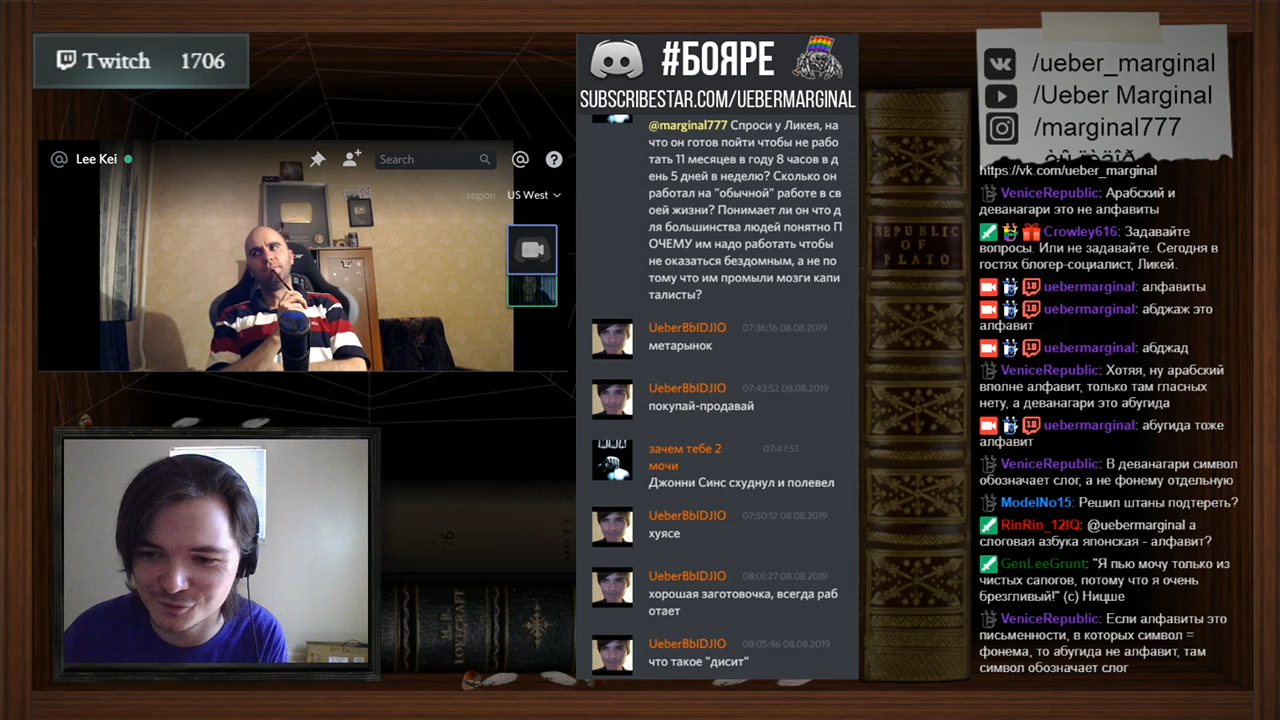 Twitch 1706
@ Lee Kei
Search
@ ?
region
US West
#БОЯРЕ
SUBSCRIBESTAR.COM/UEBERMARGINAL
@marginal777 Спроси у Ликея, на
что он готов пойти чтобы не рабо
тать 11 месяцев в году 8 часов в д
ень 5 дней в неделю? Сколько он
работал на "обычной" работе в св
оей жизни? Понимает ли он что д
ля большинства людей понятно П
ОЧЕМУ им надо работать чтобы
не оказаться бездомным, а не по
тому что им промыли мозги капи
талисты?
UeberBbIDJIO 07:36:16 08.08.2019
метарынок
UeberBbIDJIO 07:43:52 08.08.2019
покупай-продавай
зачем тебе 2 07:47:51
мочи
Джонни Синс схуднул и полевел
UeberBbIDJIO 07:50:12 08.08.2019
хуясе
UeberBbIDJIO 08:01:27 08.08.2019
хорошая заготовочка, всегда раб
отает
UeberBbIDJIO 08:05:46 08.08.2019
что такое "дисит"
REPUBLIC
OF
PLATO
LOVECRAFT
/ueber_marginal
/Ueber Marginal
/marginal777
https://vk.com/ueber_marginal
VeniceRepublic: Арабский и
деванагари это не алфавиты
Crowley616: Задавайте
вопросы. Или не задавайте. Сегодня в
гостях блогер-социалист, Ликей.
18 uebermarginal: алфавиты
18 uebermarginal: абджаж это
алфавит
18 uebermarginal: абджад
VeniceRepublic: Хотяя, ну арабский
вполне алфавит, только там гласных
нету, а деванагари это абугида
18 uebermarginal: абугида тоже
алфавит
VeniceRepublic: В деванагари символ
обозначает слог, а не фонему отдельную
ModelNo15: Решил штаны подтереть?
RinRin_12IQ: @uebermarginal а
слоговая азбука японская - алфавит?
GenLeeGrunt: "Я пью мочу только из
чистых сапогов, потому что я очень
брезгливый!" (с) Ницше
VeniceRepublic: Если алфавиты это
письменности, в которых символ =
фонема, то абугида не алфавит, там
символ обозначает слог